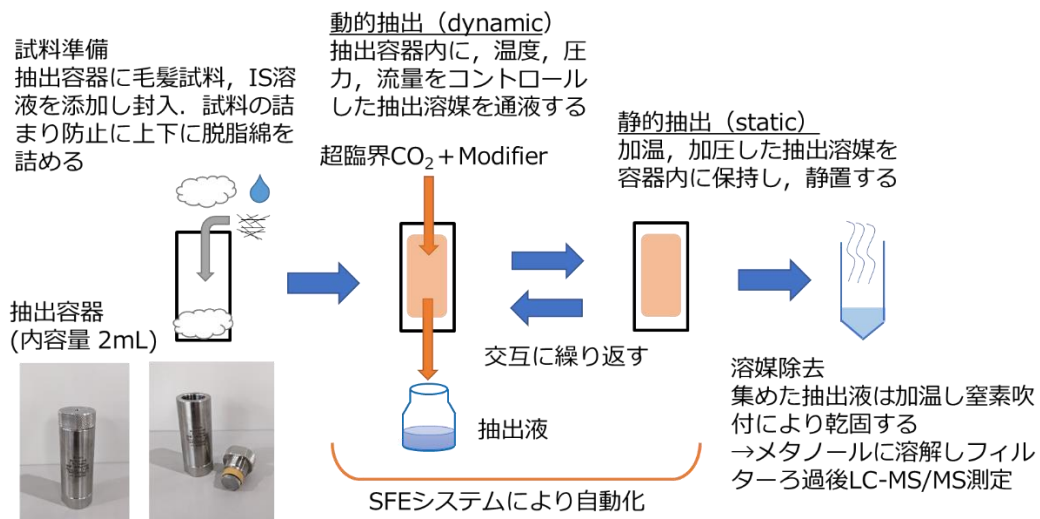 試料準備
抽出容器に毛髪試料，IS溶
液を添加し封入．試料の詰
まり防止に上下に脱脂綿を
詰める
抽出容器
(内容量 2mL)
動的抽出（dynamic）
抽出容器内に，温度，圧
力，流量をコントロール
した抽出溶媒を通液する
超臨界CO₂＋Modifier
抽出液
静的抽出（static）
加温，加圧した抽出溶媒を
容器内に保持し，静置する
交互に繰り返す
SFEシステムにより自動化
溶媒除去
集めた抽出液は加温し窒素吹
付により乾固する
→メタノールに溶解しフィル
ターろ過後LC-MS/MS測定